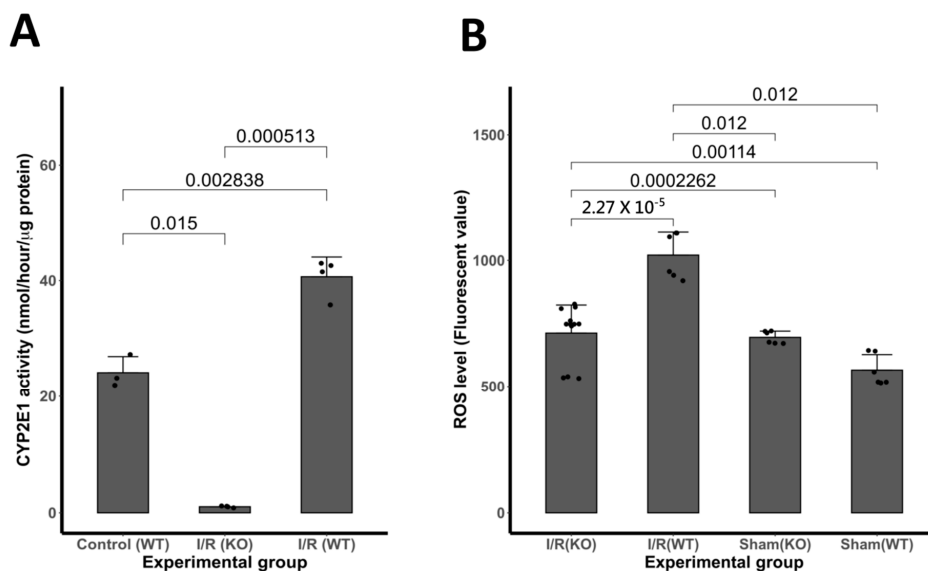 A
CYP2E1 activity (nmol/hour/µg protein)
60
40
20
0
0.000513
0.002838
0.015
Control (WT) I/R (KO) I/R (WT)
Experimental group
B
ROS level (Fluorescent value)
1500
1000
500
0
0.012
0.012
0.00114
0.0002262
2.27 X 10⁻⁵
I/R(KO) I/R(WT) Sham(KO) Sham(WT)
Experimental group